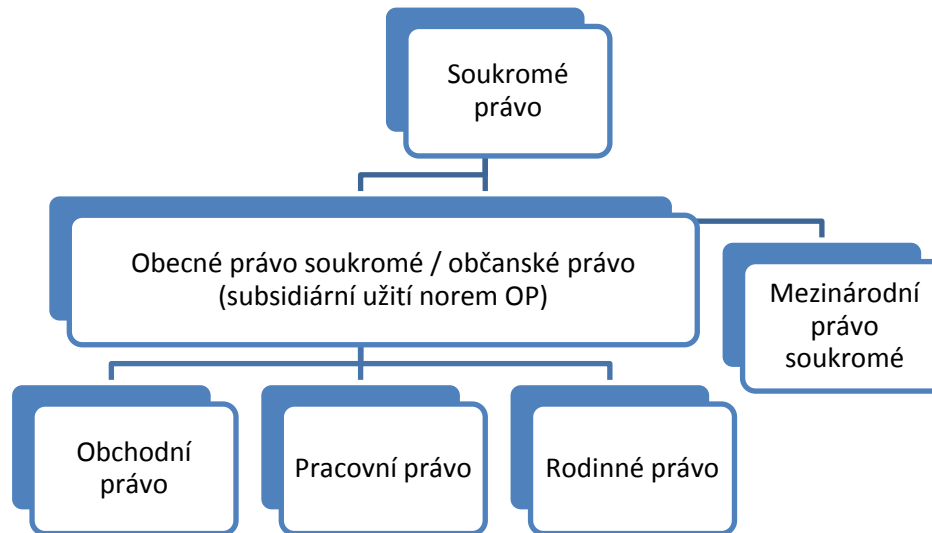 Soukromé
právo
Obecné právo soukromé / občanské právo
(subsidiární užití norem OP)
Mezinárodní
právo
soukromé
Obchodní
právo
Pracovní právo
Rodinné právo